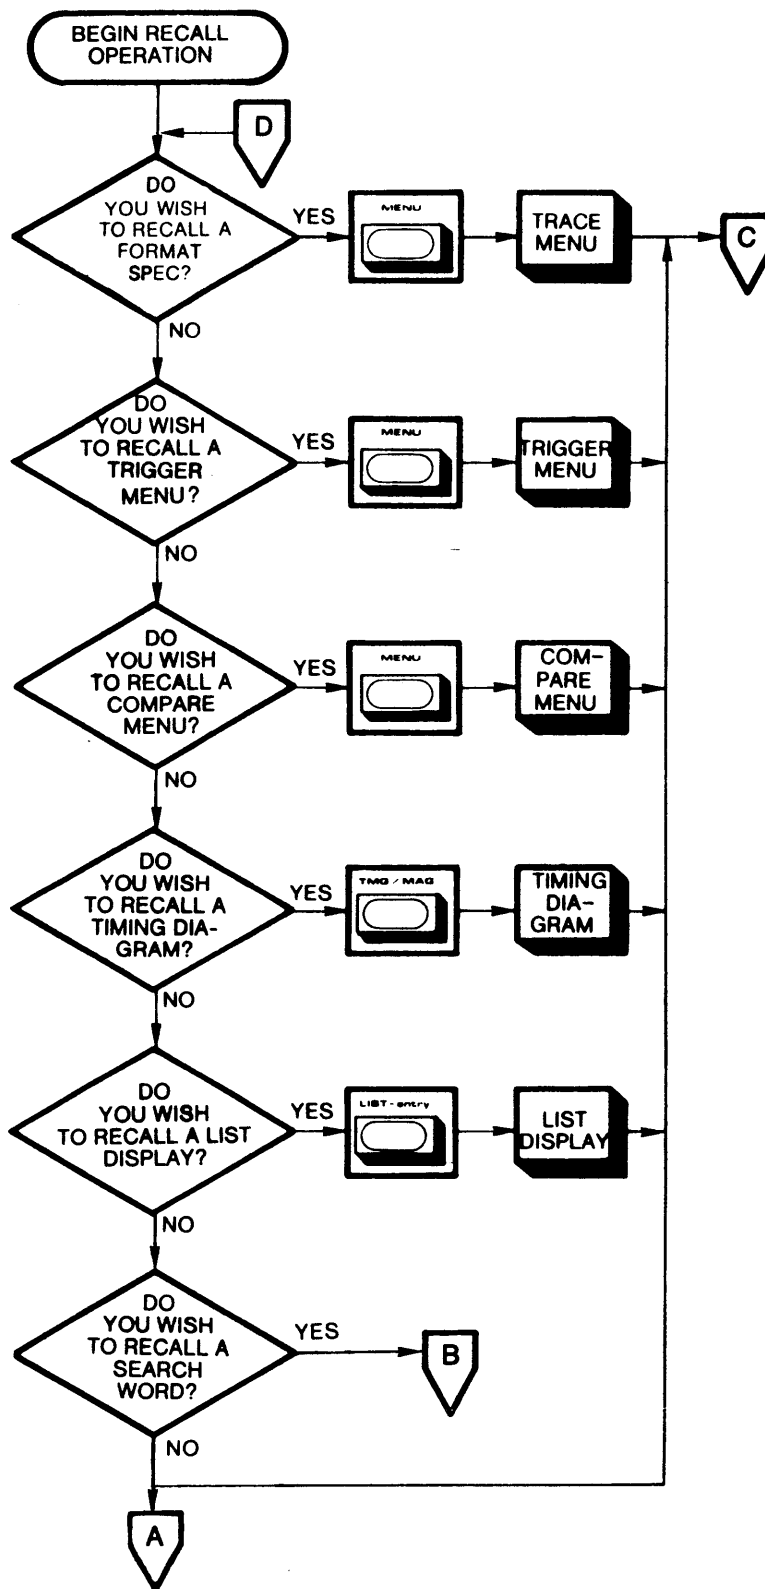 BEGIN RECALL
OPERATION
D
DO
YOU WISH
TO RECALL A
FORMAT
SPEC?
YES
MENU
TRACE
MENU
C
NO
DO
YOU WISH
TO RECALL A
TRIGGER
MENU?
YES
MENU
TRIGGER
MENU
NO
DO
YOU WISH
TO RECALL A
COMPARE
MENU?
YES
MENU
COM-
PARE
MENU
NO
DO
YOU WISH
TO RECALL A
TIMING DIA-
GRAM?
YES
TMG / MAG
TIMING
DIA-
GRAM
NO
DO
YOU WISH
TO RECALL A LIST
DISPLAY?
YES
LIST - entry
LIST
DISPLAY
NO
DO
YOU WISH
TO RECALL A
SEARCH
WORD?
YES
B
NO
A